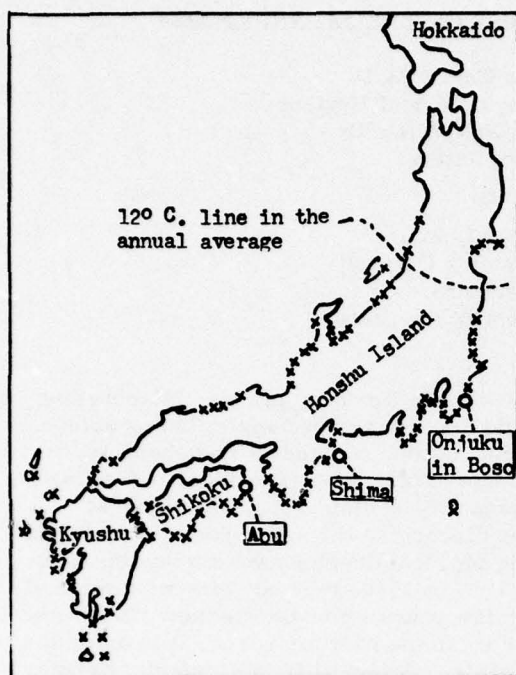 Hokkaido
12° C. line in the
annual average
Honshu Island
Onjuku
in Boso
Shima
Shikoku
Abu
Kyushu